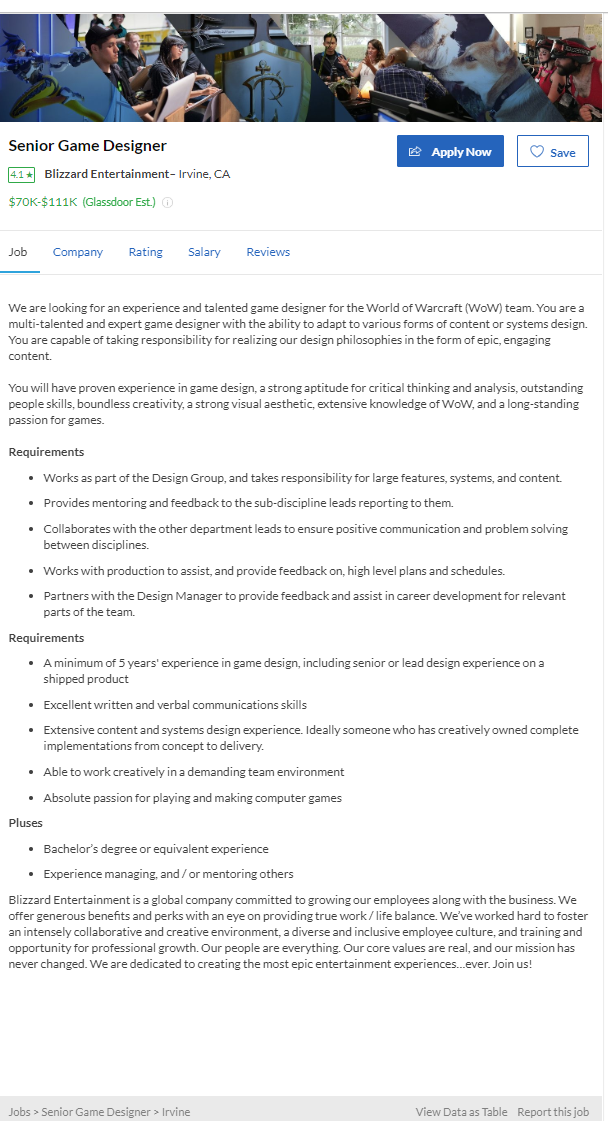 Senior Game Designer
Apply Now
Save
4.1 ★ Blizzard Entertainment– Irvine, CA
$70K-$111K (Glassdoor Est.)
Job Company Rating Salary Reviews
We are looking for an experience and talented game designer for the World of Warcraft (WoW) team. You are a
multi-talented and expert game designer with the ability to adapt to various forms of content or systems design.
You are capable of taking responsibility for realizing our design philosophies in the form of epic, engaging
content.
You will have proven experience in game design, a strong aptitude for critical thinking and analysis, outstanding
people skills, boundless creativity, a strong visual aesthetic, extensive knowledge of WoW, and a long-standing
passion for games.
Requirements
• Works as part of the Design Group, and takes responsibility for large features, systems, and content.
• Provides mentoring and feedback to the sub-discipline leads reporting to them.
• Collaborates with the other department leads to ensure positive communication and problem solving
between disciplines.
• Works with production to assist, and provide feedback on, high level plans and schedules.
• Partners with the Design Manager to provide feedback and assist in career development for relevant
parts of the team.
Requirements
• A minimum of 5 years' experience in game design, including senior or lead design experience on a
shipped product
• Excellent written and verbal communications skills
• Extensive content and systems design experience. Ideally someone who has creatively owned complete
implementations from concept to delivery.
• Able to work creatively in a demanding team environment
• Absolute passion for playing and making computer games
Pluses
• Bachelor’s degree or equivalent experience
• Experience managing, and / or mentoring others
Blizzard Entertainment is a global company committed to growing our employees along with the business. We
offer generous benefits and perks with an eye on providing true work / life balance. We’ve worked hard to foster
an intensely collaborative and creative environment, a diverse and inclusive employee culture, and training and
opportunity for professional growth. Our people are everything. Our core values are real, and our mission has
never changed. We are dedicated to creating the most epic entertainment experiences…ever. Join us!
Jobs > Senior Game Designer > Irvine
View Data as Table Report this job